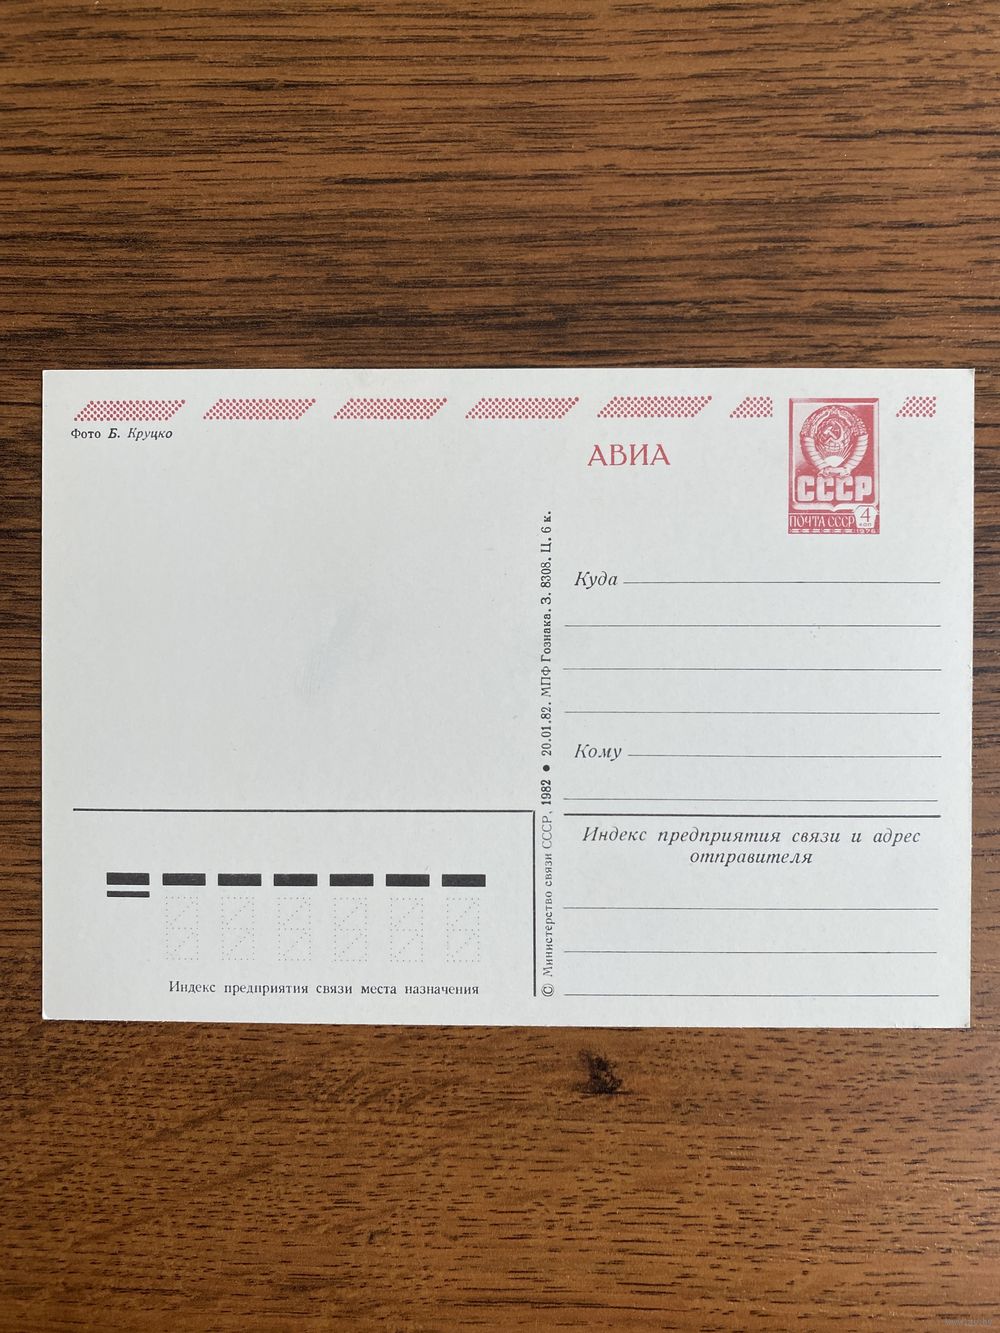 Фото Б. Круцко
АВИА
СССР
ПОЧТА СССР 4
КОП
1976
Куда
Кому
Индекс предприятия связи и адрес
отправителя
© Министерство связи СССР, 1982 • 20.01.82. МПФ Гознака. З. 8308. Ц. 6 к.
Индекс предприятия связи места назначения